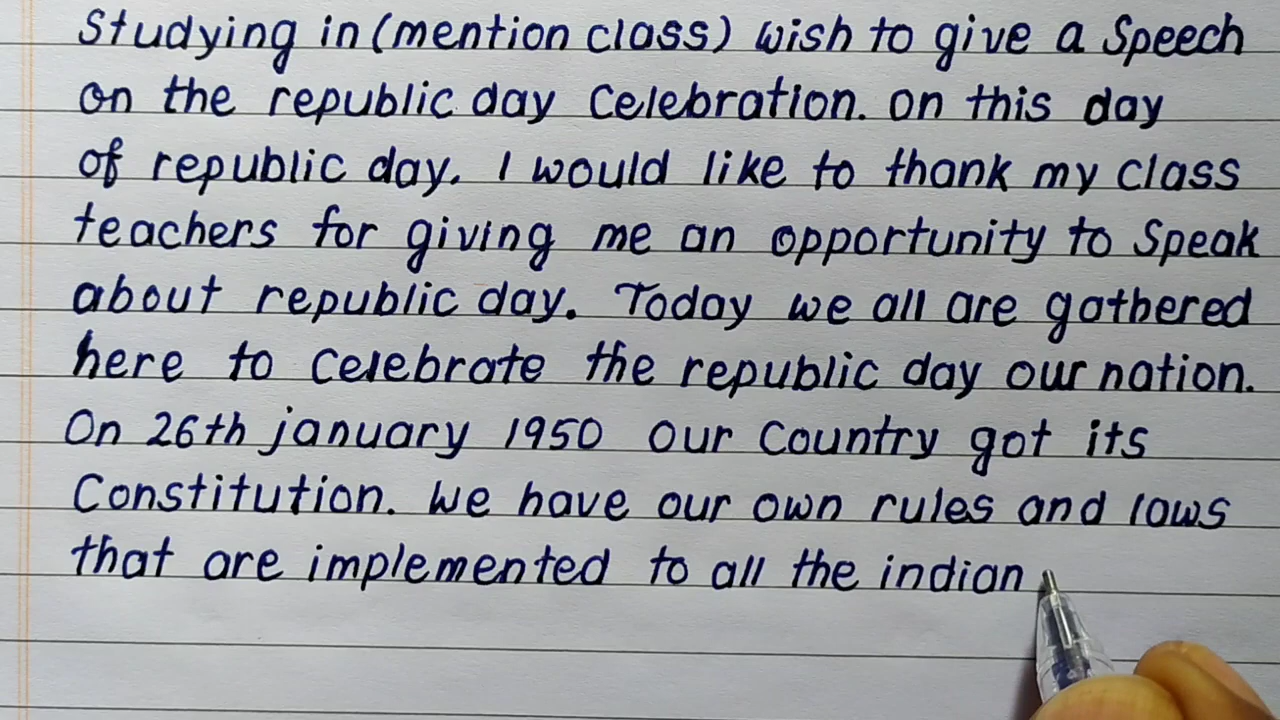 Studying in (mention class) wish to give a Speech
on the republic day Celebration. on this day
of republic day. I would like to thank my class
teachers for giving me an opportunity to Speak
about republic day. Today we all are gathered
here to Celebrate the republic day our nation.
On 26th january 1950 our Country got its
Constitution. We have our own rules and laws
that are implemented to all the indian